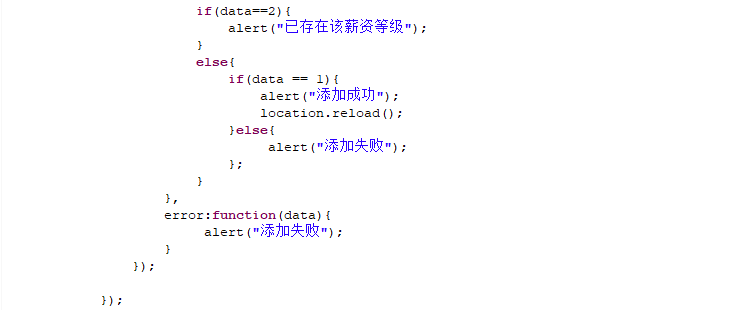 if(data==2){
alert("已存在该薪资等级");
}
else{
if(data == 1){
alert("添加成功");
location.reload();
}else{
alert("添加失败");
};
}
},
error:function(data){
alert("添加失败");
}
});
});